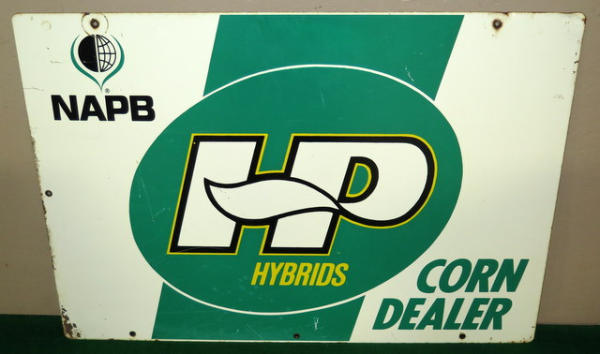 NAPB
HP
HYBRIDS
CORN
DEALER